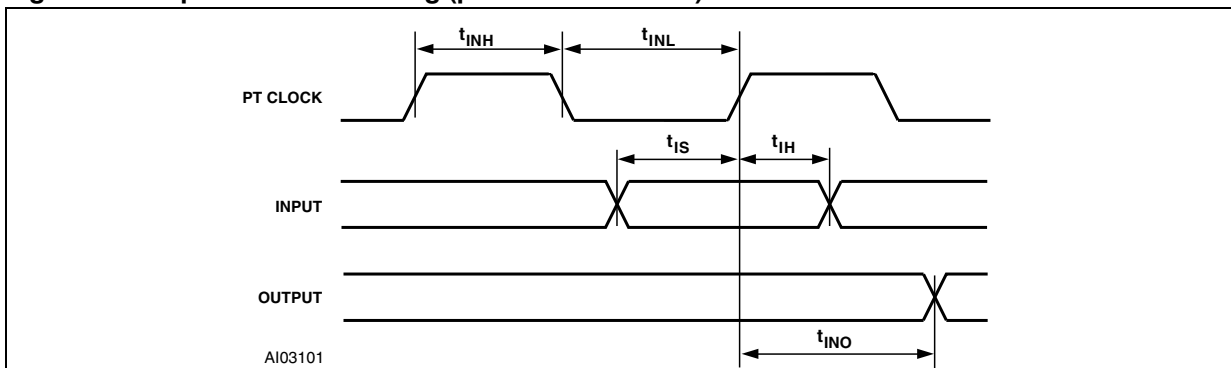 tINH tINL
PT CLOCK
tIS tIH
INPUT
OUTPUT
tINO
AI03101